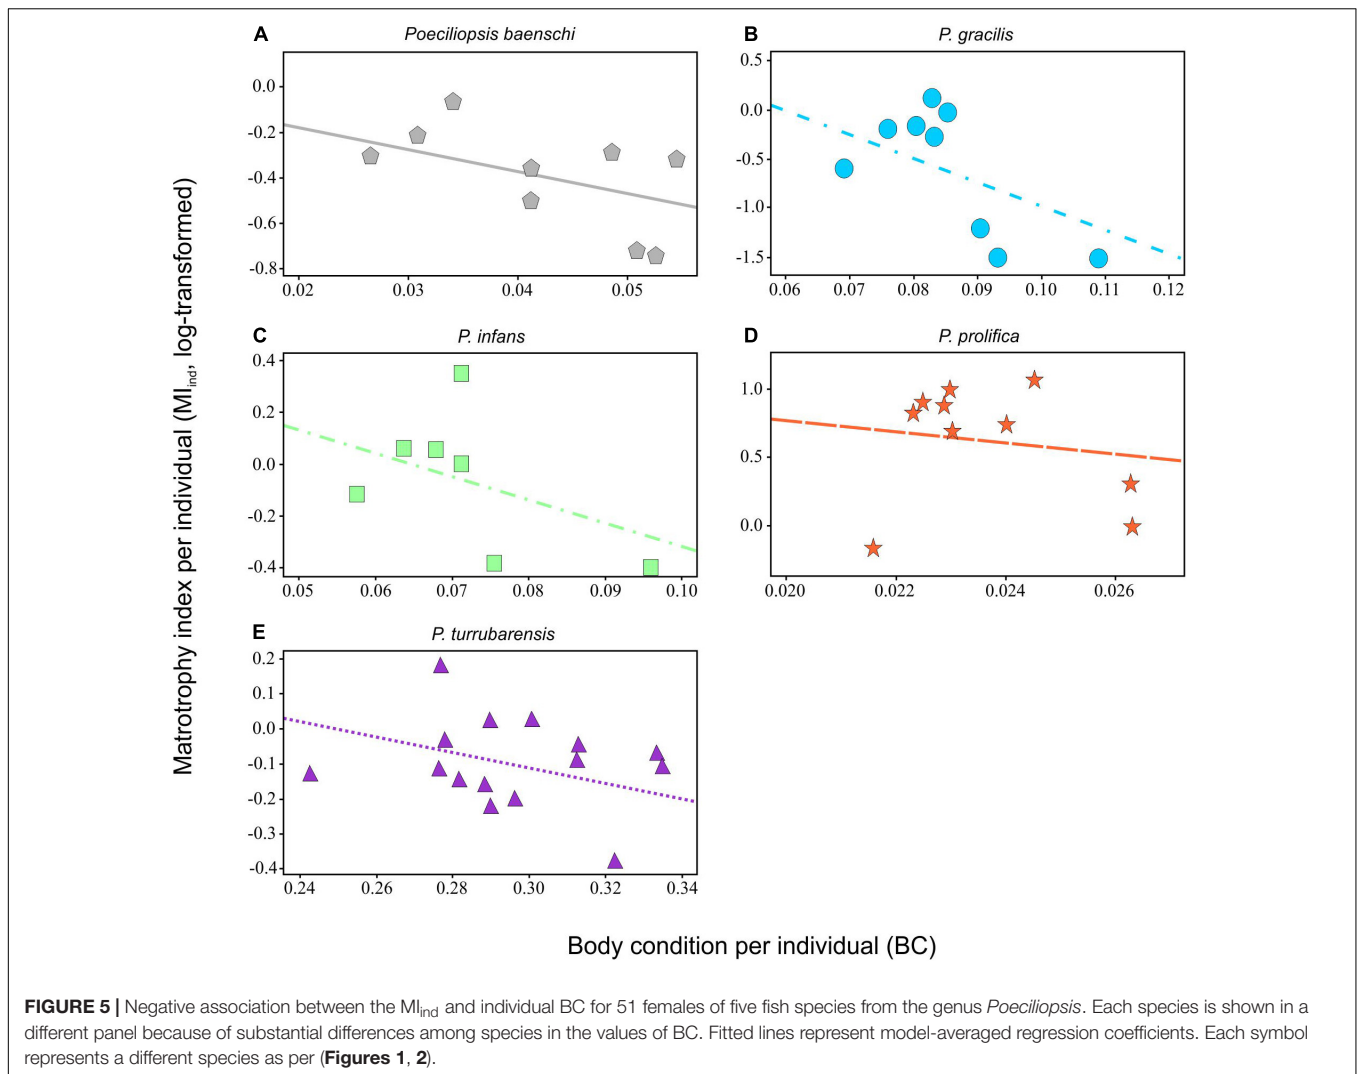 A Poeciliopsis baenschi
B P. gracilis
0.0
-0.2
-0.4
-0.6
-0.8
0.02 0.03 0.04 0.05
0.5
0.0
-0.5
-1.0
-1.5
0.06 0.07 0.08 0.09 0.10 0.11 0.12
C P. infans
D P. prolifica
0.4
0.2
0.0
-0.2
-0.4
0.05 0.06 0.07 0.08 0.09 0.10
1.0
0.5
0.0
0.020 0.022 0.024 0.026
E P. turrubarensis
0.2
0.1
0.0
-0.1
-0.2
-0.3
-0.4
0.24 0.26 0.28 0.30 0.32 0.34
Matrotrophy index per individual (MIind, log-transformed)
Body condition per individual (BC)
FIGURE 5 | Negative association between the MIind and individual BC for 51 females of five fish species from the genus Poeciliopsis. Each species is shown in a
different panel because of substantial differences among species in the values of BC. Fitted lines represent model-averaged regression coefficients. Each symbol
represents a different species as per (Figures 1, 2).